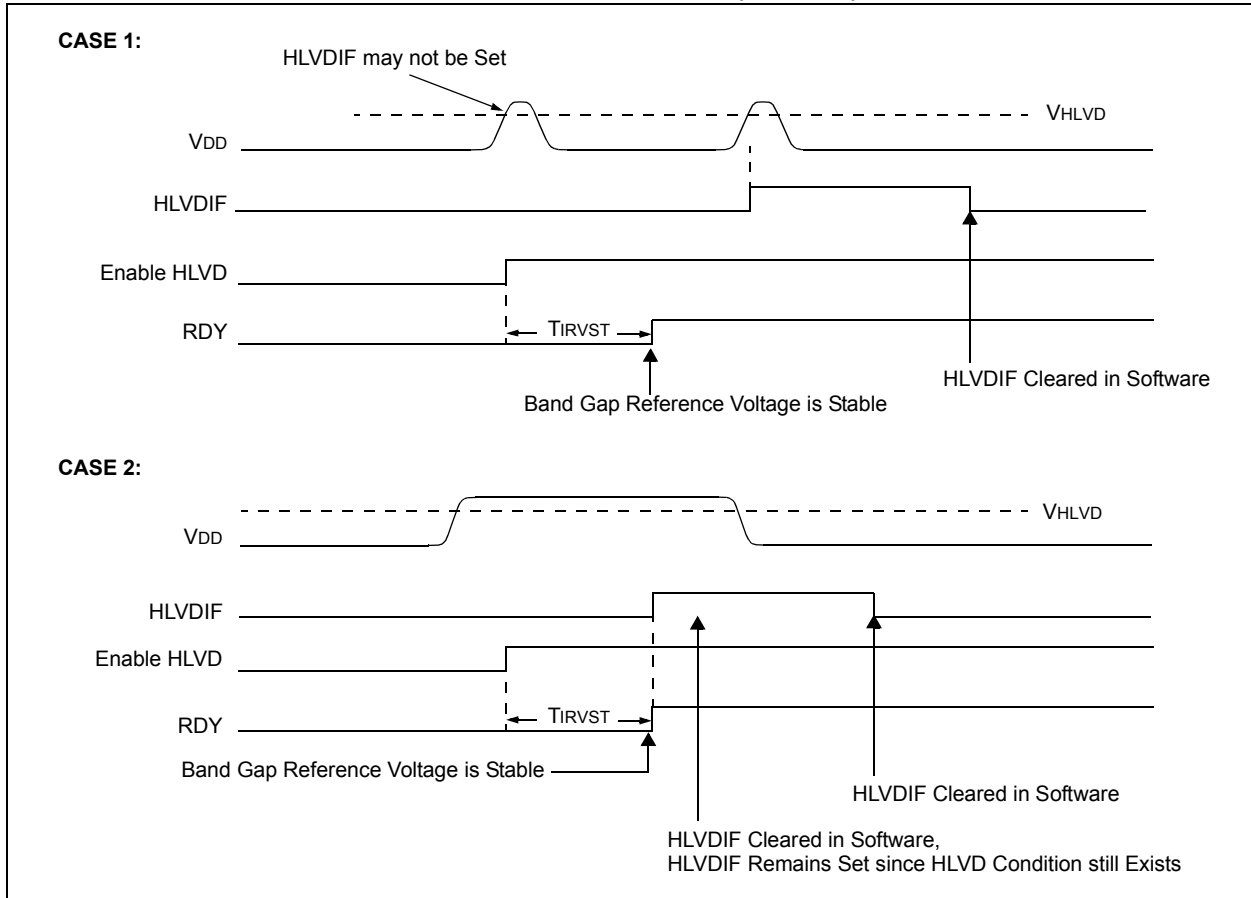 CASE 1:
HLVDIF may not be Set
VHLVD
VDD
HLVDIF
Enable HLVD
RDY
TIRVST
HLVDIF Cleared in Software
Band Gap Reference Voltage is Stable
CASE 2:
VHLVD
VDD
HLVDIF
Enable HLVD
TIRVST
RDY
Band Gap Reference Voltage is Stable
HLVDIF Cleared in Software
HLVDIF Cleared in Software,
HLVDIF Remains Set since HLVD Condition still Exists